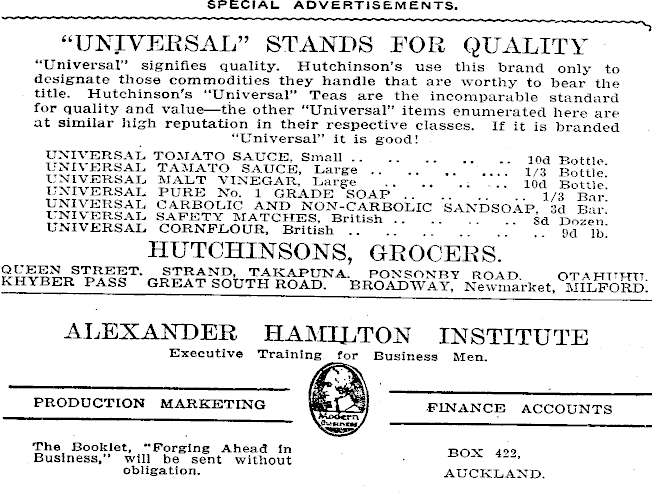 SPECIAL ADVERTISEMENTS.
"UNIVERSAL" STANDS FOR QUALITY
"Universal" signifies quality. Hutchinson's use this brand only to
designate those commodities they handle that are worthy to bear the
title. Hutchinson's "Universal" Teas are the incomparable standard
for quality and value—the other "Universal" items enumerated here are
at similar high reputation in their respective classes. If it is branded
"Universal" it is good!
UNIVERSAL TOMATO SAUCE, Small .. .. .. .. .. 10d Bottle.
UNIVERSAL TAMATO SAUCE, Large .. .. .. .... 1/3 Bottle.
UNIVERSAL MALT VINEGAR, Large .. .. .. .. 10d Bottle.
UNIVERSAL PURE No. 1 GRADE SOAP .. .. .. .. 1/3 Bar.
UNIVERSAL CARBOLIC AND NON-CARBOLIC SANDSOAP, 3d Bar.
UNIVERSAL SAFETY MATCHES, British .. .. .. .. 8d Dozen.
UNIVERSAL CORNFLOUR, British .. .. .. .. .. .. 9d lb.
HUTCHINSONS, GROCERS.
QUEEN STREET. STRAND, TAKAPUNA. PONSONBY ROAD. OTAHUHU.
KHYBER PASS GREAT SOUTH ROAD. BROADWAY, Newmarket, MILFORD.
ALEXANDER HAMILTON INSTITUTE
Executive Training for Business Men.
Modern
Business
PRODUCTION MARKETING
FINANCE ACCOUNTS
The Booklet, "Forging Ahead in
Business," will be sent without
obligation.
BOX 422,
AUCKLAND.